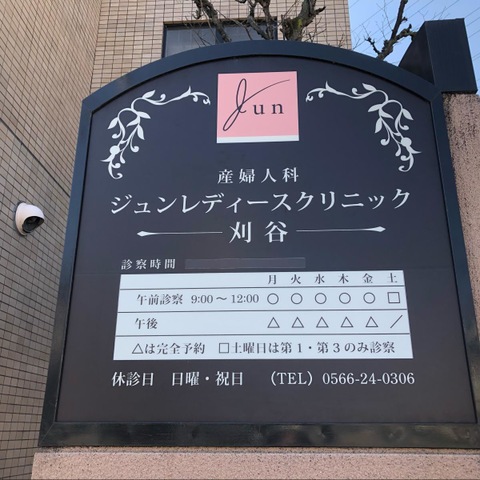 Jun
産婦人科
ジュンレディースクリニック
刈谷
診察時間
月 火 水 木 金 土
午前診察 9:00～12:00 ○ ○ ○ ○ ○ □
午後 △ △ △ △ △ ／
△は完全予約 □土曜日は第1・第3のみ診察
休診日 日曜・祝日 （TEL）0566-24-0306